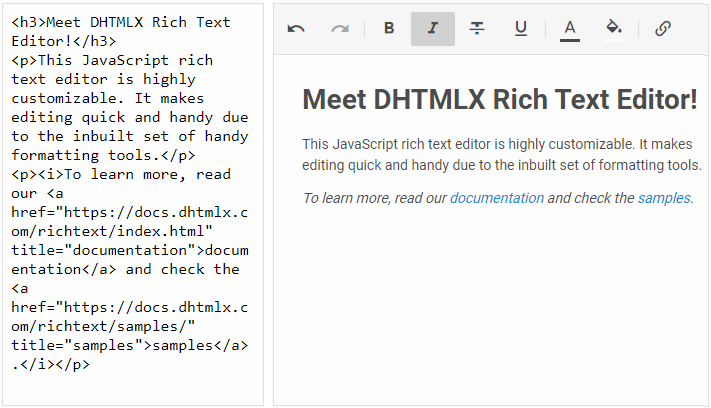 <h3>Meet DHTMLX Rich Text
Editor!</h3>
<p>This JavaScript rich
text editor is highly
customizable. It makes
editing quick and handy due
to the inbuilt set of handy
formatting tools.</p>
<p><i>To learn more, read
our <a
href="https://docs.dhtmlx.c
om/richtext/index.html"
title="documentation">docum
entation</a> and check the
<a
href="https://docs.dhtmlx.c
om/richtext/samples/"
title="samples">samples</a>
.</i></p>
B I T U A
Meet DHTMLX Rich Text Editor!
This JavaScript rich text editor is highly customizable. It makes
editing quick and handy due to the inbuilt set of formatting tools.
To learn more, read our documentation and check the samples.